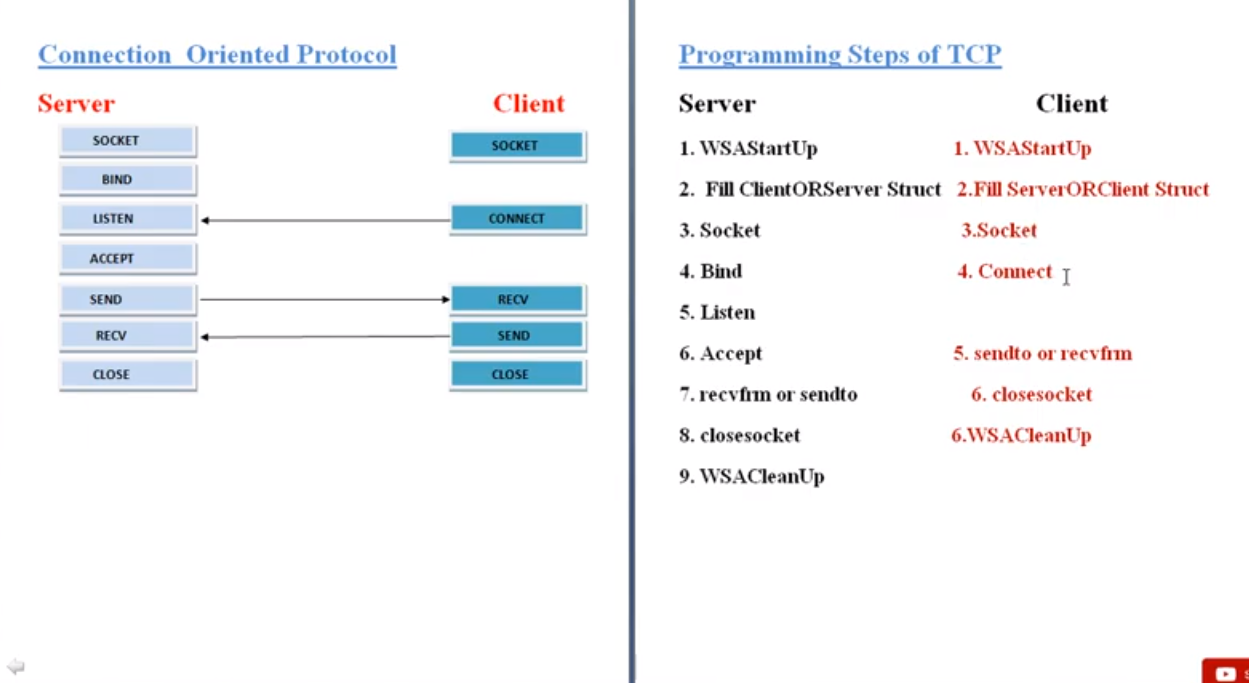 Connection Oriented Protocol
Server
Client
SOCKET
SOCKET
BIND
LISTEN
CONNECT
ACCEPT
SEND
RECV
RECV
SEND
CLOSE
CLOSE
Programming Steps of TCP
Server
Client
1. WSAStartUp
2. Fill ClientORServer Struct
3. Socket
4. Bind
5. Listen
6. Accept
7. recvfrm or sendto
8. closesocket
9. WSACleanUp
1. WSAStartUp
2.Fill ServerORClient Struct
3.Socket
4. Connect
5. sendto or recvfrm
6. closesocket
6.WSACleanUp